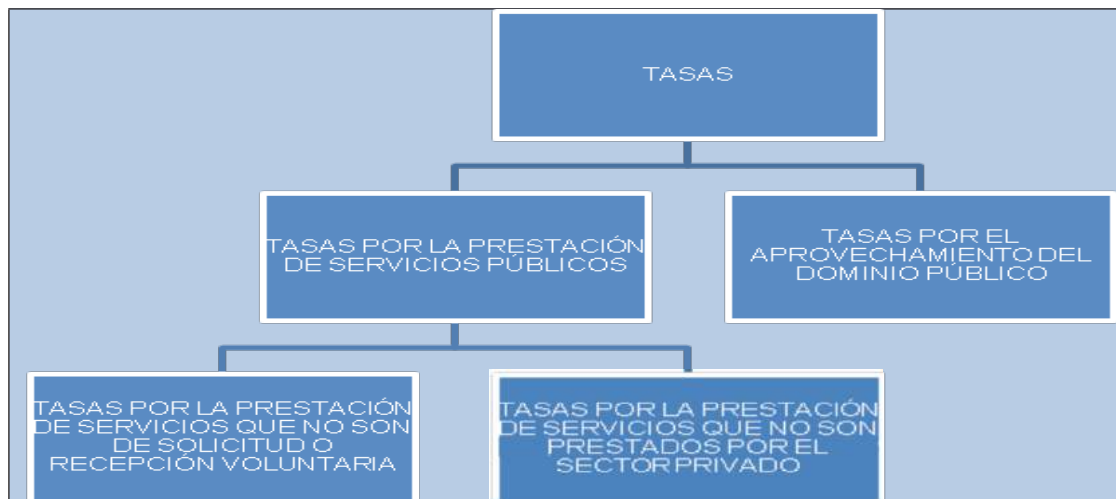 TASAS
TASAS POR LA PRESTACIÓN
DE SERVICIOS PÚBLICOS
TASAS POR EL
APROVECHAMIENTO DEL
DOMINIO PÚBLICO
TASAS POR LA PRESTACIÓN
DE SERVICIOS QUE NO SON
DE SOLICITUD O
RECEPCIÓN VOLUNTARIA
TASAS POR LA PRESTACIÓN
DE SERVICIOS QUE NO SON
PRESTADOS POR EL
SECTOR PRIVADO